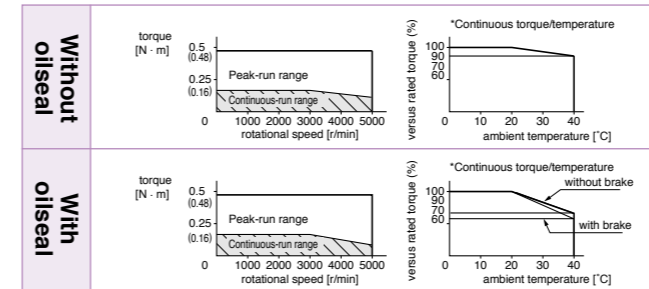 Without
oilseal
torque
[N · m]
0.5
(0.48)
0.25
(0.16)
Peak-run range
Continuous-run range
0 1000 2000 3000 4000 5000
rotational speed [r/min]
*Continuous torque/temperature
versus rated torque (%)
100
90
70
60
0 10 20 30 40
ambient temperature [˚C]
With
oilseal
torque
[N · m]
0.5
(0.48)
0.25
(0.16)
Peak-run range
Continuous-run range
0 1000 2000 3000 4000 5000
rotational speed [r/min]
*Continuous torque/temperature
without brake
versus rated torque (%)
100
90
70
60
with brake
0 10 20 30 40
ambient temperature [˚C]